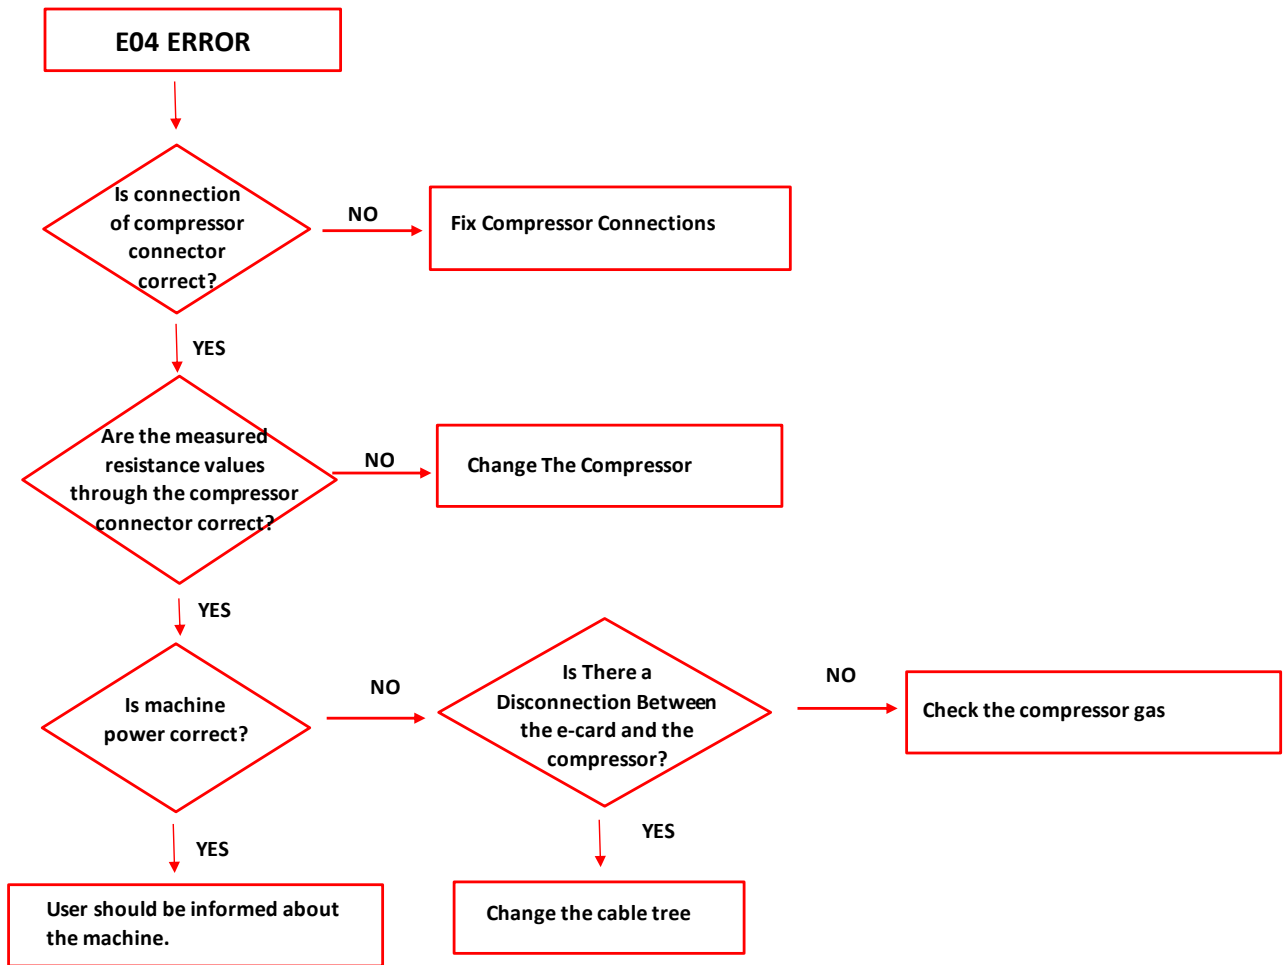 E04 ERROR
Is connection
of compressor
connector
correct?
NO
Fix Compressor Connections
YES
Are the measured
resistance values
through the compressor
connector correct?
NO
Change The Compressor
YES
Is machine
power correct?
NO
Is There a
Disconnection Between
the e-card and the
compressor?
NO
Check the compressor gas
YES
User should be informed about
the machine.
YES
Change the cable tree